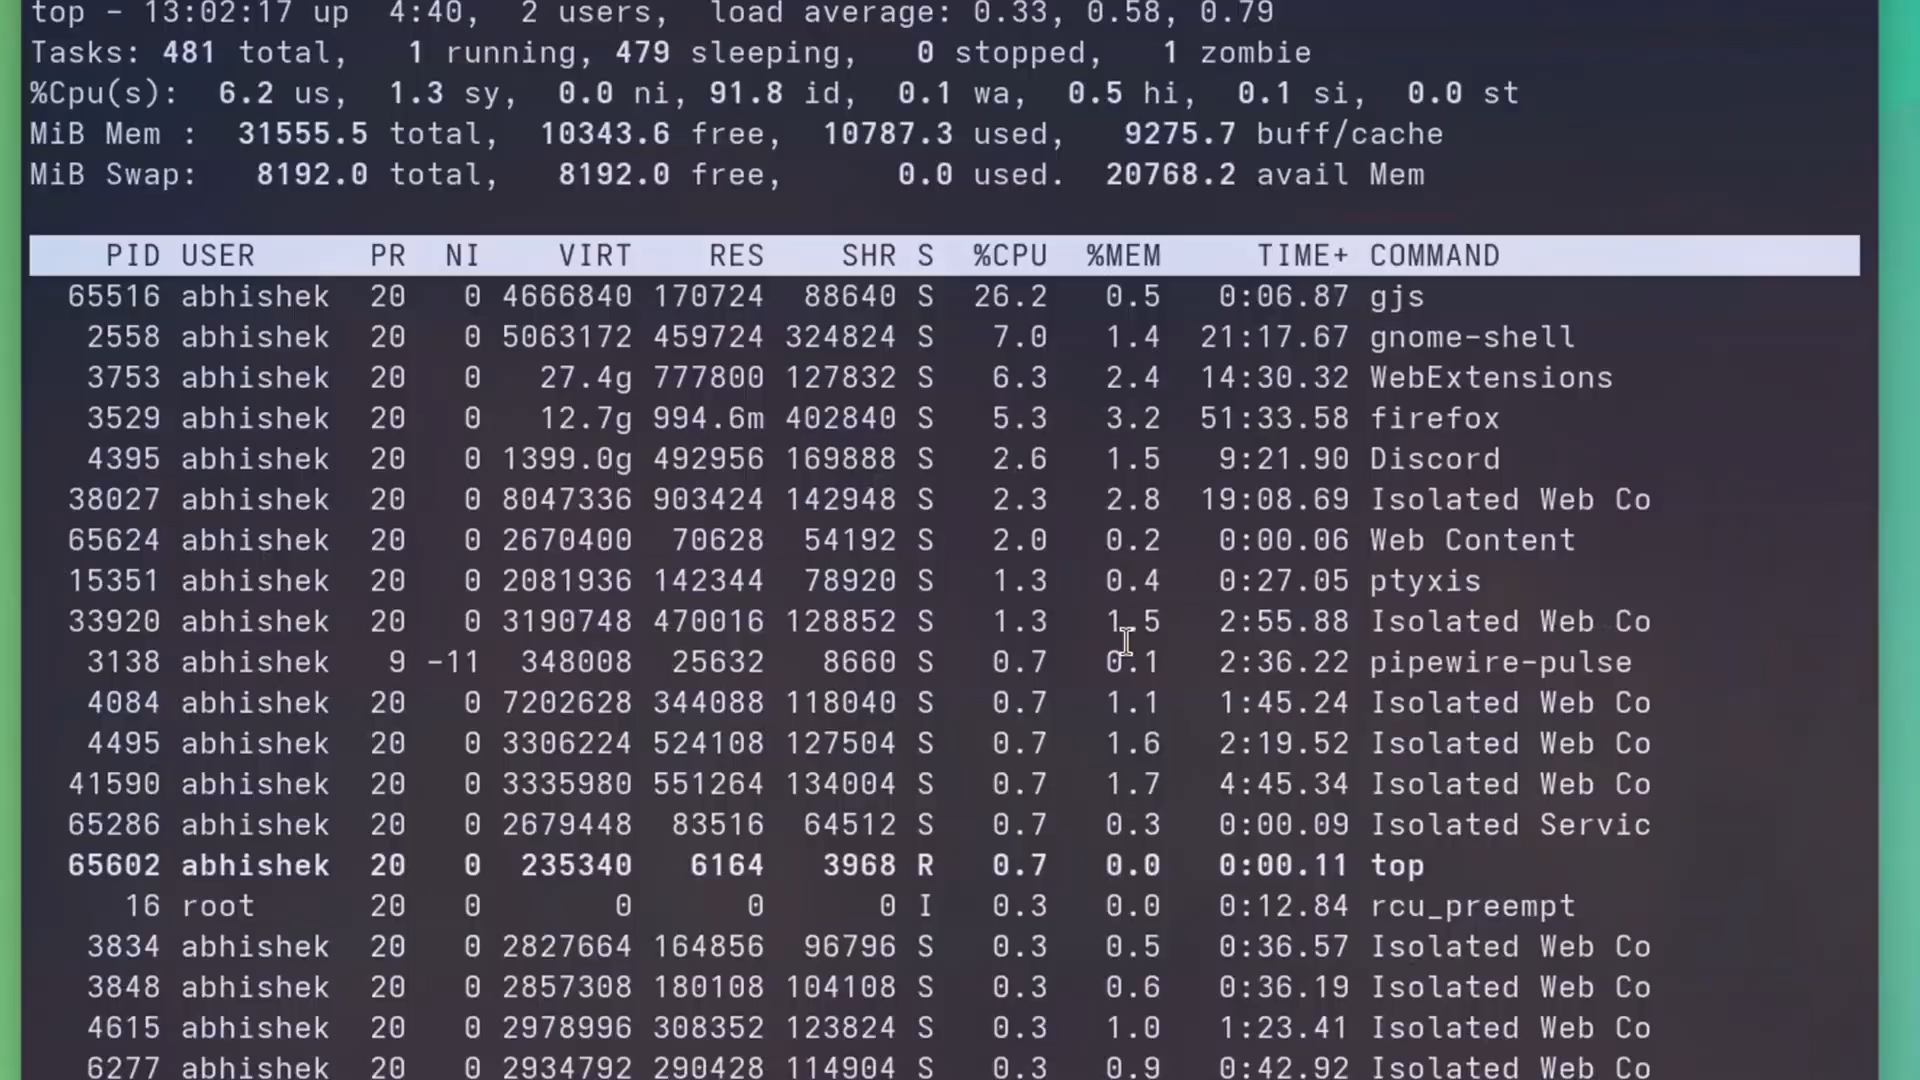 top - 13:02:17 up  4:40,  2 users,  load average: 0.33, 0.58, 0.79
Tasks: 481 total,   1 running, 479 sleeping,   0 stopped,   1 zombie
%Cpu(s):  6.2 us,  1.3 sy,  0.0 ni, 91.8 id,  0.1 wa,  0.5 hi,  0.1 si,  0.0 st
MiB Mem :  31555.5 total,  10343.6 free,  10787.3 used,   9275.7 buff/cache
MiB Swap:   8192.0 total,   8192.0 free,      0.0 used.  20768.2 avail Mem
PID USER PR NI VIRT RES SHR S %CPU %MEM TIME+ COMMAND
65516 abhishek 20 0 4666840 170724 88640 S 26.2 0.5 0:06.87 gjs
2558 abhishek 20 0 5063172 459724 324824 S 7.0 1.4 21:17.67 gnome-shell
3753 abhishek 20 0 27.4g 777800 127832 S 6.3 2.4 14:30.32 WebExtensions
3529 abhishek 20 0 12.7g 994.6m 402840 S 5.3 3.2 51:33.58 firefox
4395 abhishek 20 0 1399.0g 492956 169888 S 2.6 1.5 9:21.90 Discord
38027 abhishek 20 0 8047336 903424 142948 S 2.3 2.8 19:08.69 Isolated Web Co
65624 abhishek 20 0 2670400 70628 54192 S 2.0 0.2 0:00.06 Web Content
15351 abhishek 20 0 2081936 142344 78920 S 1.3 0.4 0:27.05 ptyxis
33920 abhishek 20 0 3190748 470016 128852 S 1.3 1.5 2:55.88 Isolated Web Co
3138 abhishek 9 -11 348008 25632 8660 S 0.7 0.1 2:36.22 pipewire-pulse
4084 abhishek 20 0 7202628 344088 118040 S 0.7 1.1 1:45.24 Isolated Web Co
4495 abhishek 20 0 3306224 524108 127504 S 0.7 1.6 2:19.52 Isolated Web Co
41590 abhishek 20 0 3335980 551264 134004 S 0.7 1.7 4:45.34 Isolated Web Co
65286 abhishek 20 0 2679448 83516 64512 S 0.7 0.3 0:00.09 Isolated Servic
65602 abhishek 20 0 235340 6164 3968 R 0.7 0.0 0:00.11 top
16 root 20 0 0 0 0 I 0.3 0.0 0:12.84 rcu_preempt
3834 abhishek 20 0 2827664 164856 96796 S 0.3 0.5 0:36.57 Isolated Web Co
3848 abhishek 20 0 2857308 180108 104108 S 0.3 0.6 0:36.19 Isolated Web Co
4615 abhishek 20 0 2978996 308352 123824 S 0.3 1.0 1:23.41 Isolated Web Co
6277 abhishek 20 0 2934792 290428 114904 S 0.3 0.9 0:42.92 Isolated Web Co